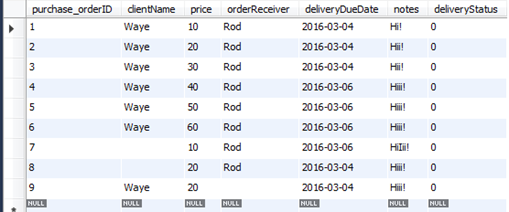 purchase_orderID clientName price orderReceiver deliveryDueDate notes deliveryStatus
1 Waye 10 Rod 2016-03-04 Hi! 0
2 Waye 20 Rod 2016-03-04 Hii! 0
3 Waye 30 Rod 2016-03-04 Hi! 0
4 Waye 40 Rod 2016-03-06 Hiii! 0
5 Waye 50 Rod 2016-03-06 Hiii! 0
6 Waye 60 Rod 2016-03-06 Hiii! 0
7 10 Rod 2016-03-06 HiIii! 0
8 20 Rod 2016-03-04 Hiii! 0
9 Waye 20 2016-03-04 Hiii! 0
NULL NULL NULL NULL NULL NULL NULL